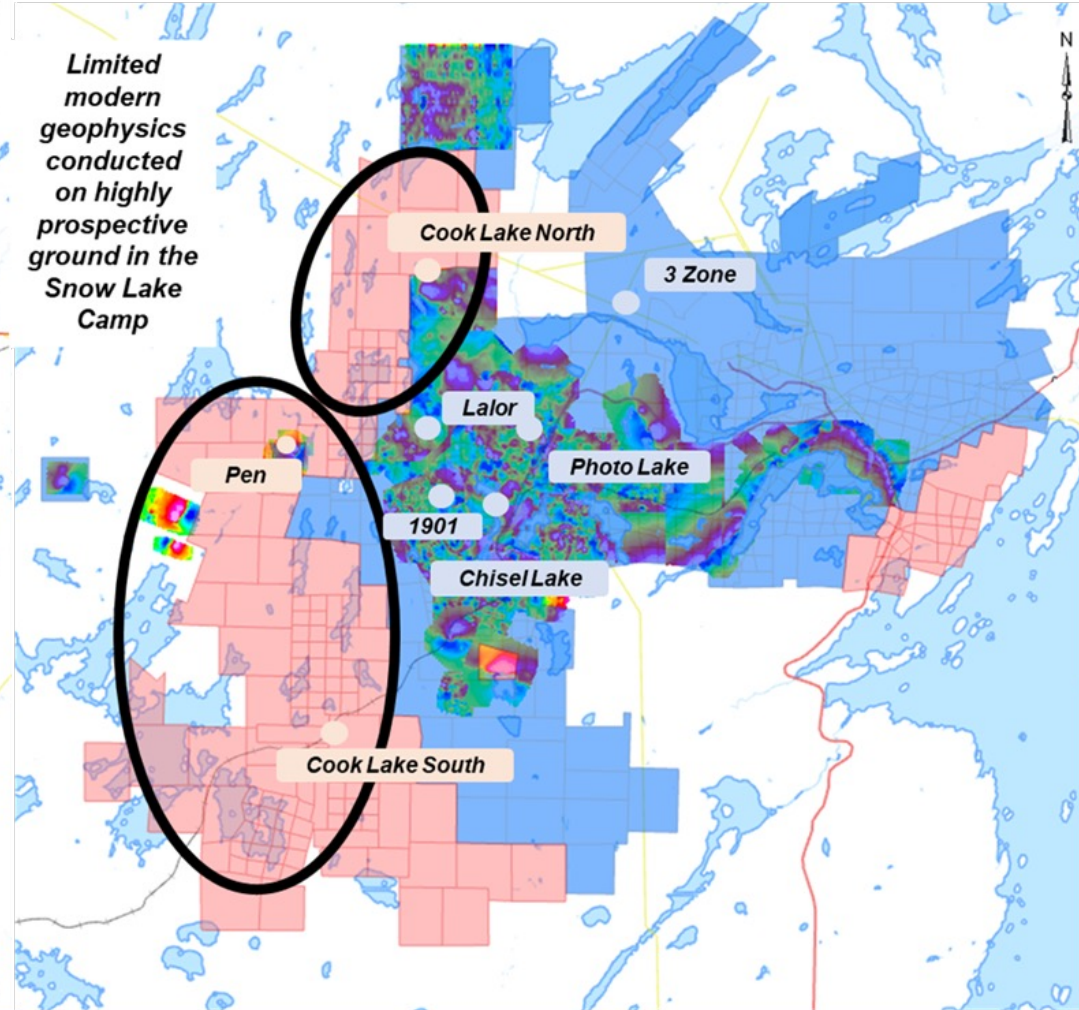 Limited
modern
geophysics
conducted
on highly
prospective
ground in the
Snow Lake
Camp
N
Cook Lake North
3 Zone
Lalor
Photo Lake
Pen
1901
Chisel Lake
Cook Lake South